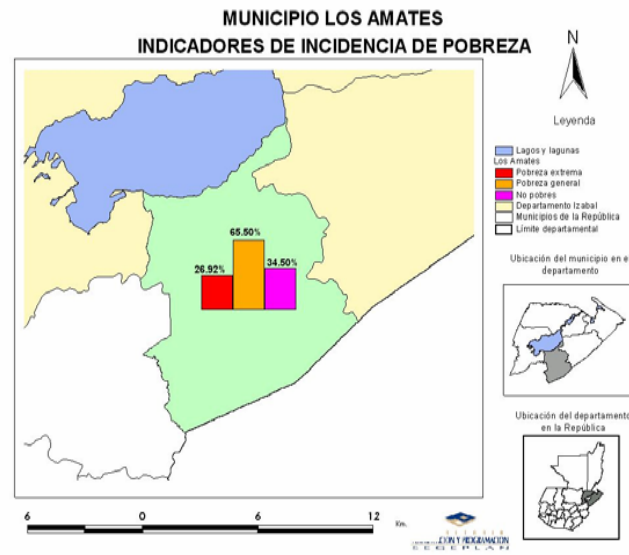 MUNICIPIO LOS AMATES
INDICADORES DE INCIDENCIA DE POBREZA
N
Leyenda
Lagos y lagunas
Los Amates
Pobreza extrema
Pobreza general
No pobres
Departamento Izabal
Municipios de la República
Límite departamental
65.50%
26.92%
34.50%
Ubicación del municipio en el
departamento
Ubicación del departamento
en la República
6 0 6 12 Km.
CION Y PROGRAMACION
SEGEPLAN